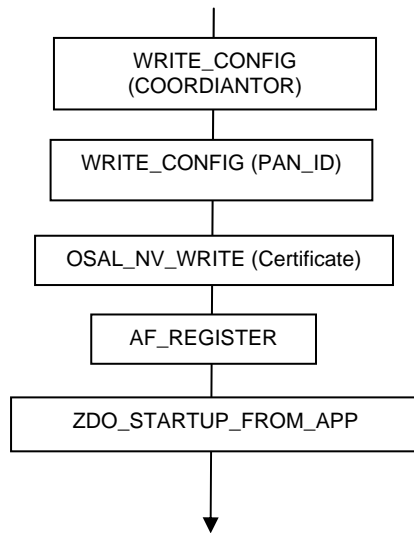 WRITE_CONFIG
(COORDIANTOR)
WRITE_CONFIG (PAN_ID)
OSAL_NV_WRITE (Certificate)
AF_REGISTER
ZDO_STARTUP_FROM_APP